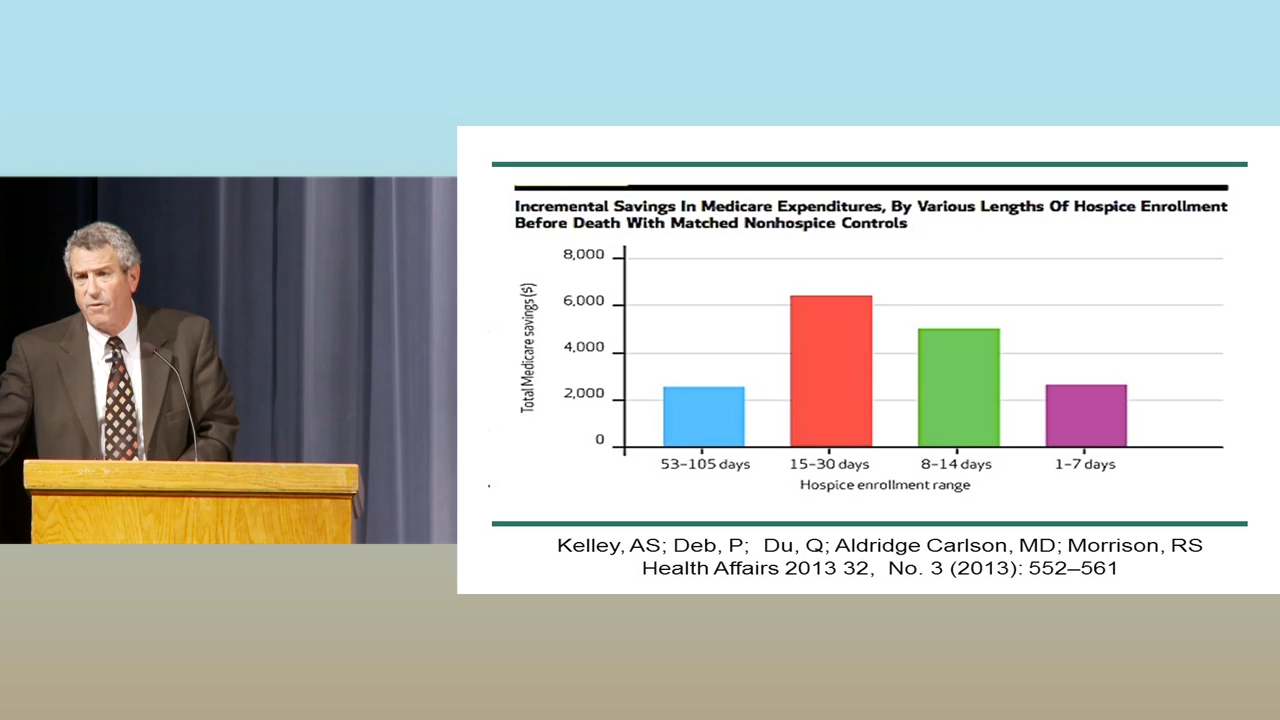 Incremental Savings In Medicare Expenditures, By Various Lengths Of Hospice Enrollment
Before Death With Matched Nonhospice Controls
Total Medicare savings ($)
8,000
6,000
4,000
2,000
0
53–105 days
15–30 days
8–14 days
1–7 days
Hospice enrollment range
Kelley, AS; Deb, P; Du, Q; Aldridge Carlson, MD; Morrison, RS
Health Affairs 2013 32, No. 3 (2013): 552–561